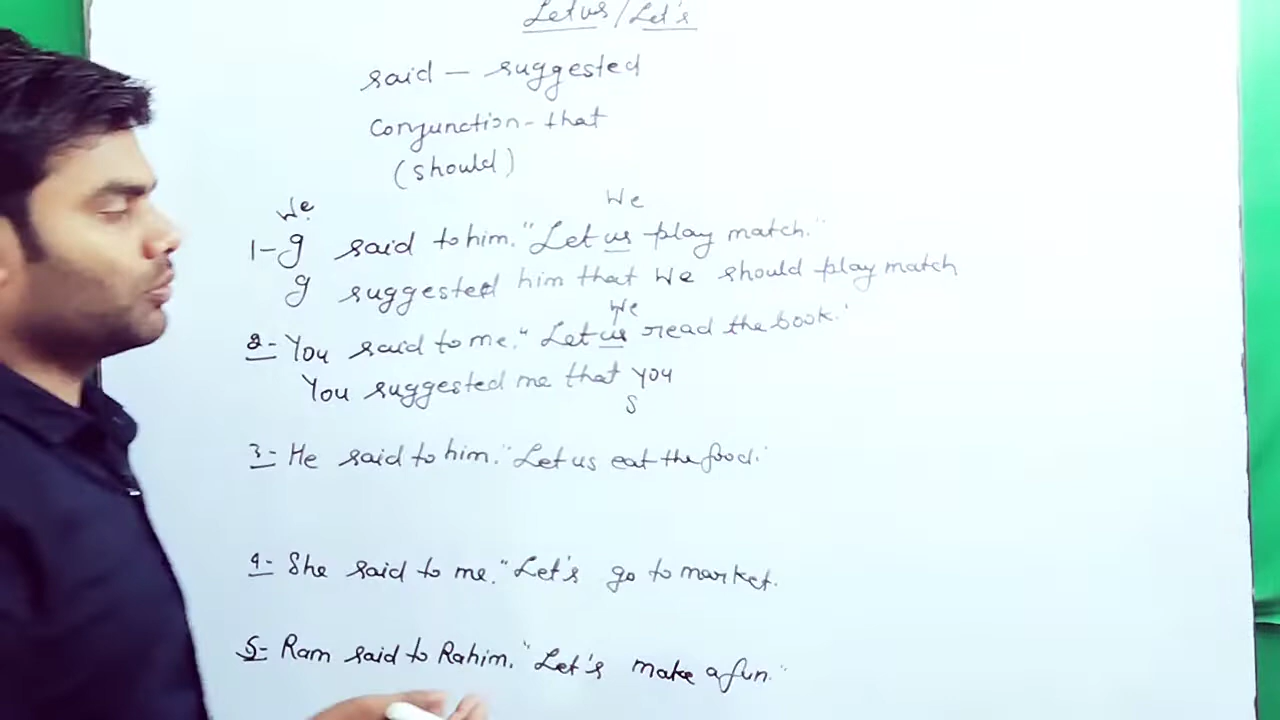 Let us / Let's
said - suggested
Conjunction - that
(should)
We We
1- I said to him. "Let us play match."
I suggested him that We should play match
We
2- You said to me. "Let us read the book.'
You suggested me that you
S
3- He said to him. "Let us eat the food.'
4- She said to me. "Let's go to market.
5- Ram said to Rahim. "Let's make a fun."